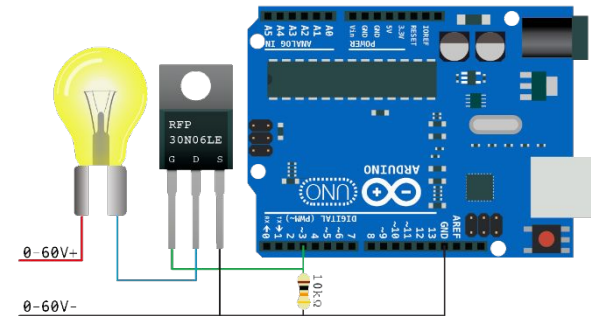 A5 A4 A3 A2 A1 A0
ANALOG IN
Vin GND GND 5V 3.3V RESET IOREF
POWER
RFP
30N06LE
G D S
ARDUINO
UNO
DIGITAL (PWM~)
RX→0 TX→1 2 ~3 4 ~5 ~6 7 8 ~9 ~10 ~11 12 13 GND AREF
0-60V+
10kΩ
0-60V-